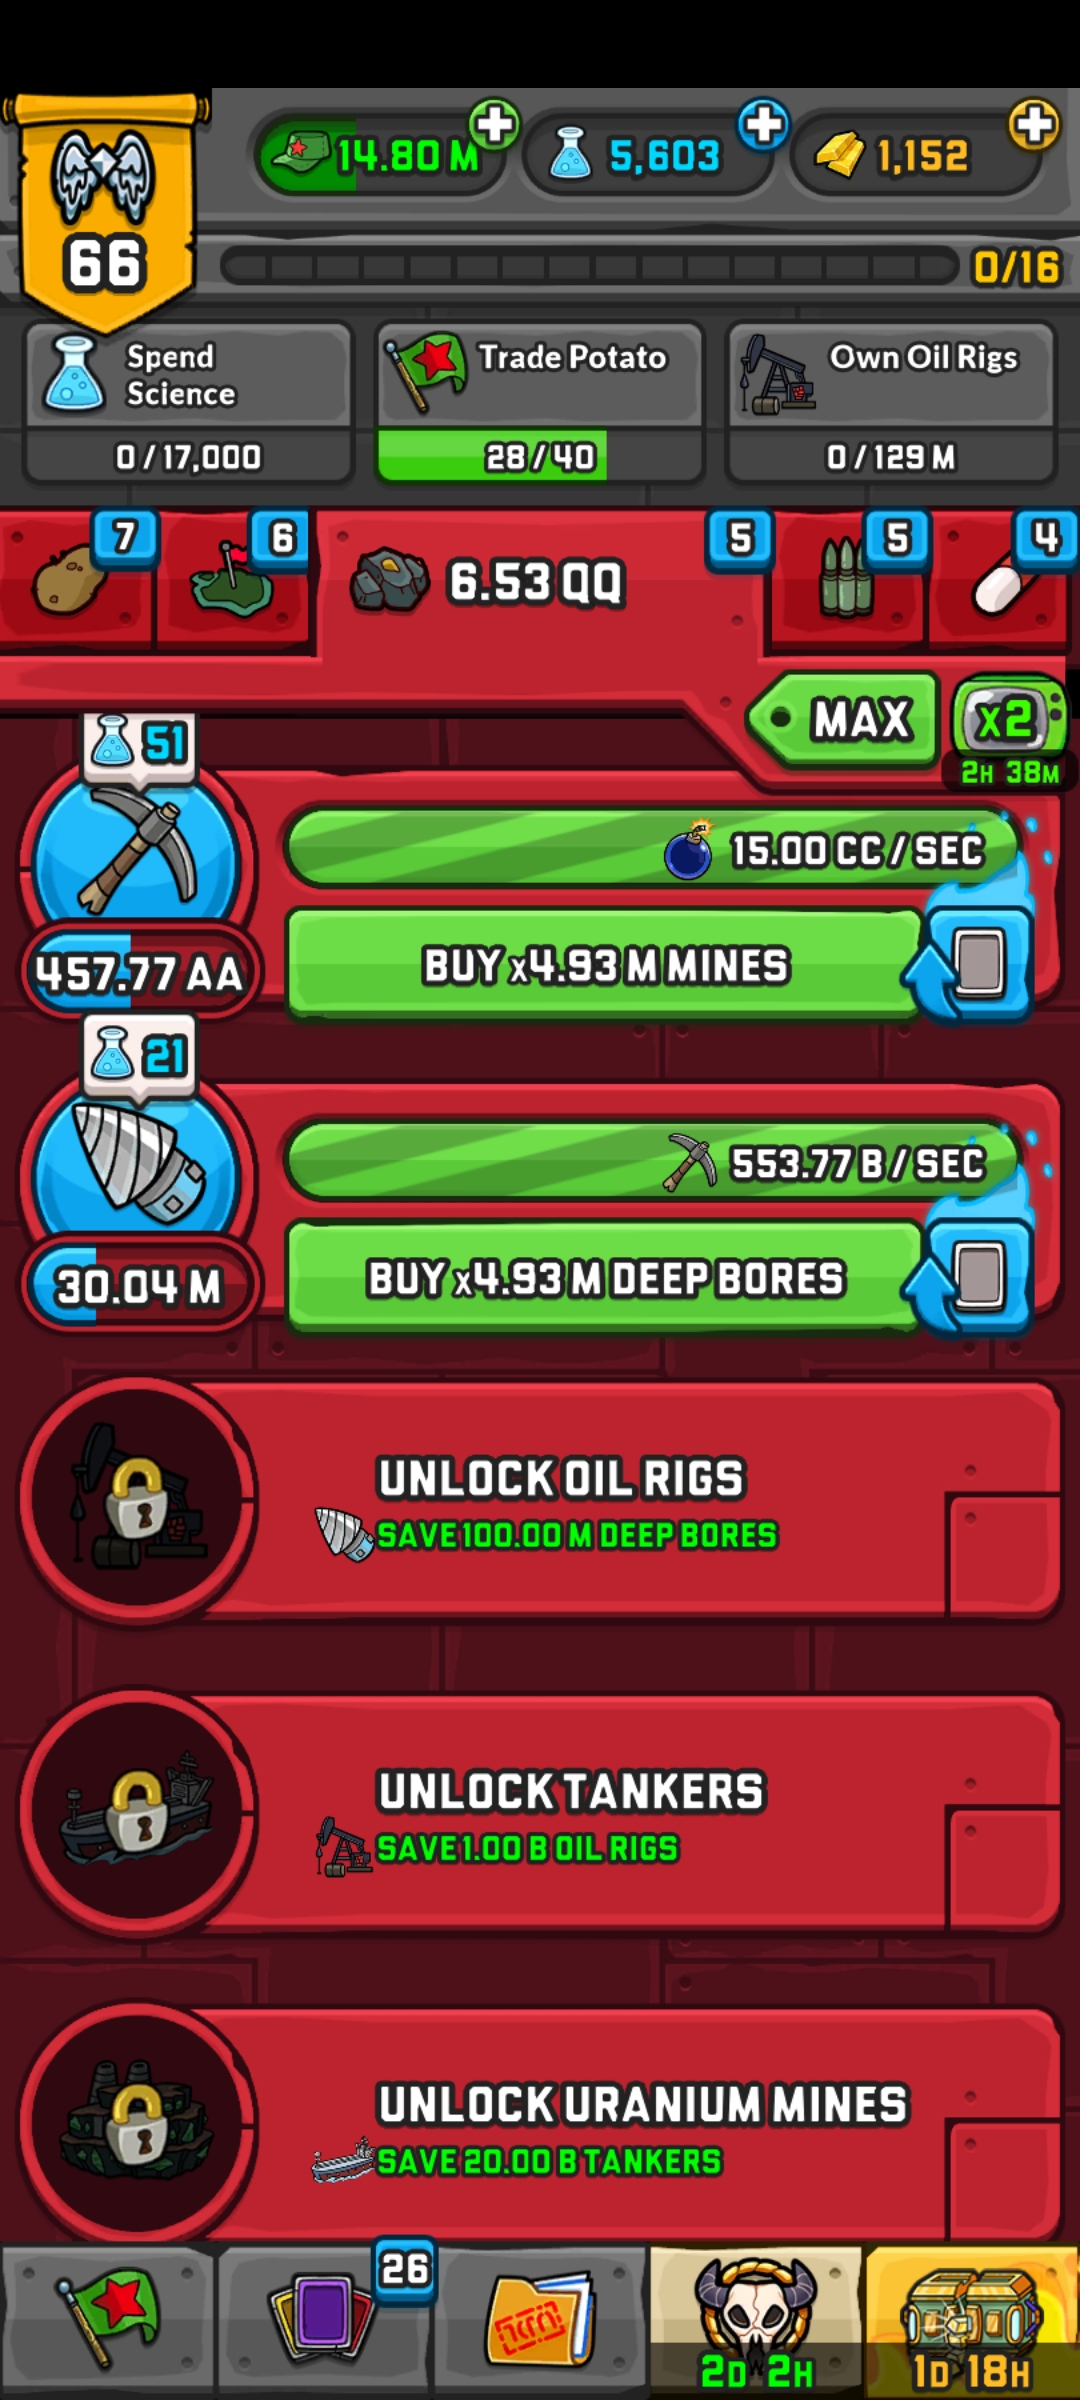 14.80 M
5,603
1,152
66
0/16
Spend
Science
0 / 17,000
Trade Potato
28 / 40
Own Oil Rigs
0 / 129 M
7
6
6.53 QQ
5
5
4
MAX
X2
2H 38M
51
15.00 CC / SEC
457.77 AA
BUY x4.93 M MINES
21
553.77 B / SEC
30.04 M
BUY x4.93 M DEEP BORES
UNLOCK OIL RIGS
SAVE 100.00 M DEEP BORES
UNLOCK TANKERS
SAVE 1.00 B OIL RIGS
UNLOCK URANIUM MINES
SAVE 20.00 B TANKERS
26
2D 2H
1D 18H